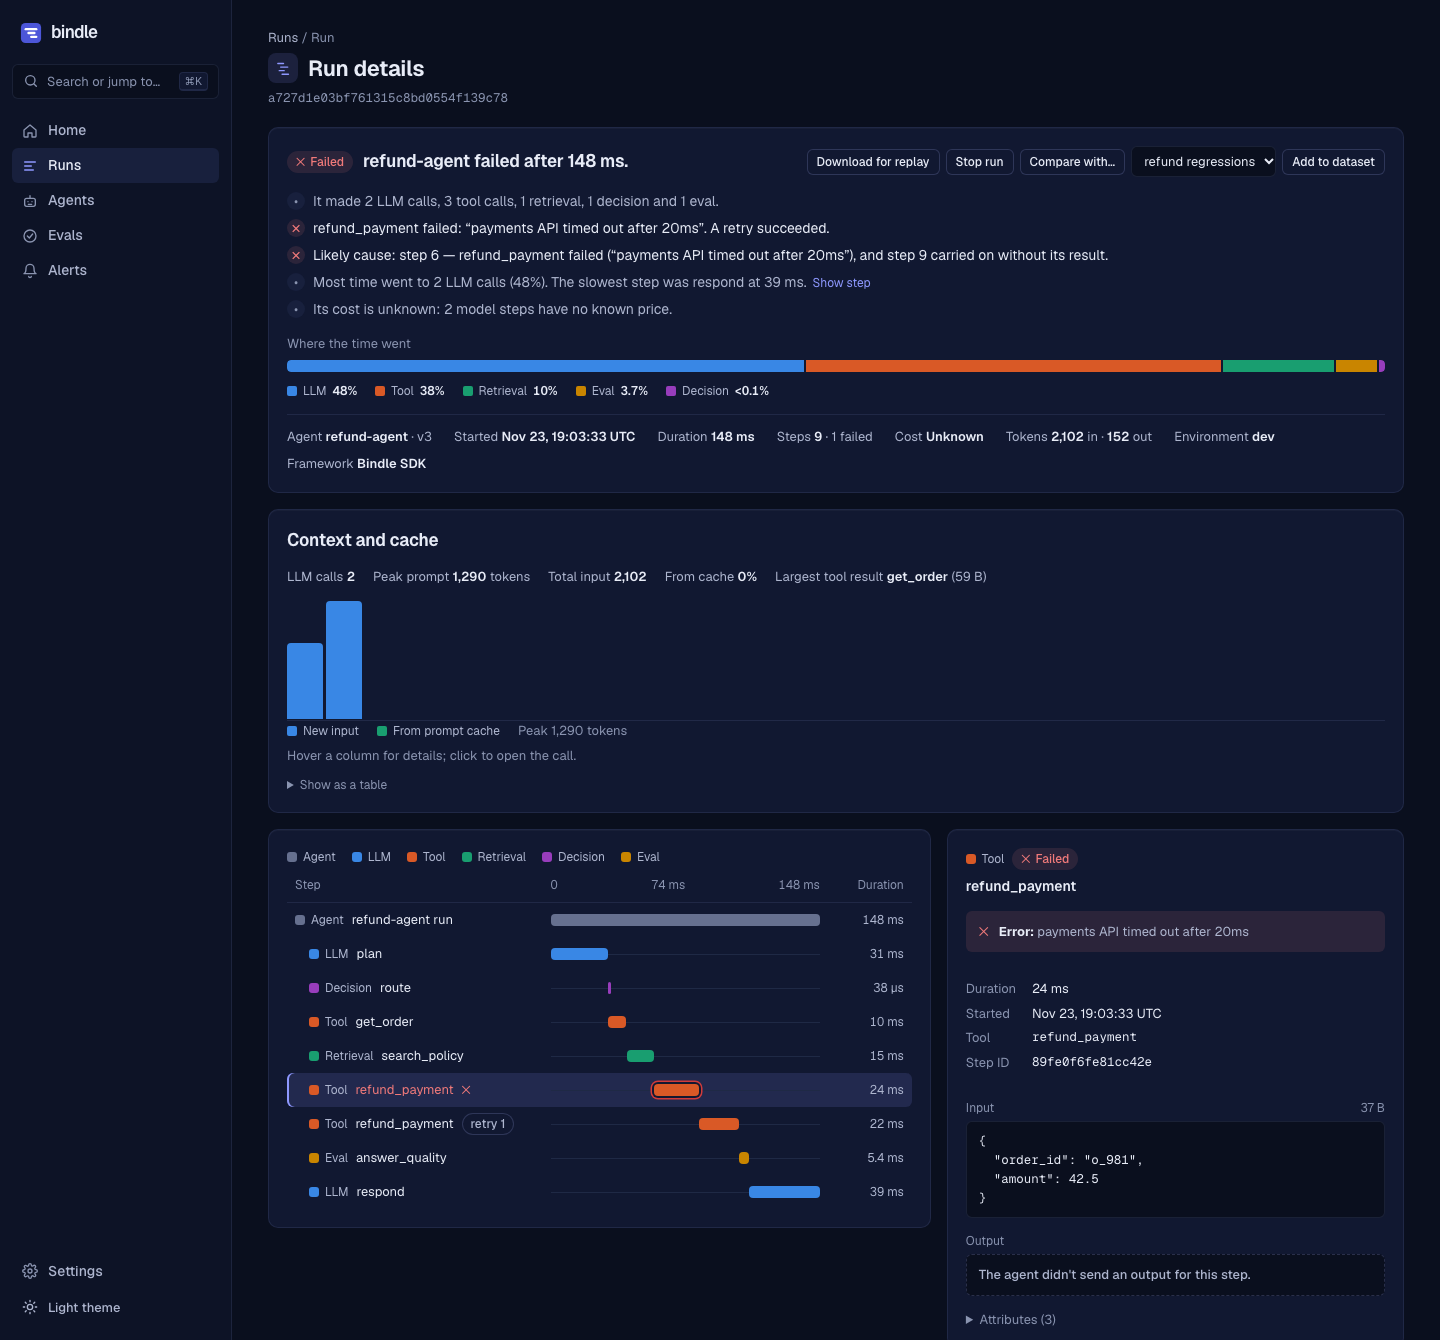 bindle
Search or jump to... ⌘K
Home
Runs
Agents
Evals
Alerts
Settings
Light theme
Runs / Run
Run details
a727d1e03bf761315c8bd0554f139c78
Failed refund-agent failed after 148 ms. Download for replay Stop run Compare with... refund regressions Add to dataset
It made 2 LLM calls, 3 tool calls, 1 retrieval, 1 decision and 1 eval.
refund_payment failed: “payments API timed out after 20ms”. A retry succeeded.
Likely cause: step 6 — refund_payment failed (“payments API timed out after 20ms”), and step 9 carried on without its result.
Most time went to 2 LLM calls (48%). The slowest step was respond at 39 ms. Show step
Its cost is unknown: 2 model steps have no known price.
Where the time went
LLM 48% Tool 38% Retrieval 10% Eval 3.7% Decision <0.1%
Agent refund-agent · v3 Started Nov 23, 19:03:33 UTC Duration 148 ms Steps 9 · 1 failed Cost Unknown Tokens 2,102 in · 152 out Environment dev
Framework Bindle SDK
Context and cache
LLM calls 2 Peak prompt 1,290 tokens Total input 2,102 From cache 0% Largest tool result get_order (59 B)
New input From prompt cache Peak 1,290 tokens
Hover a column for details; click to open the call.
Show as a table
Agent LLM Tool Retrieval Decision Eval
Step 0 74 ms 148 ms Duration
Agent refund-agent run 148 ms
LLM plan 31 ms
Decision route 38 µs
Tool get_order 10 ms
Retrieval search_policy 15 ms
Tool refund_payment 24 ms
Tool refund_payment retry 1 22 ms
Eval answer_quality 5.4 ms
LLM respond 39 ms
Tool Failed
refund_payment
Error: payments API timed out after 20ms
Duration 24 ms
Started Nov 23, 19:03:33 UTC
Tool refund_payment
Step ID 89fe0f6fe81cc42e
Input 37 B
{
"order_id": "o_981",
"amount": 42.5
}
Output
The agent didn't send an output for this step.
Attributes (3)